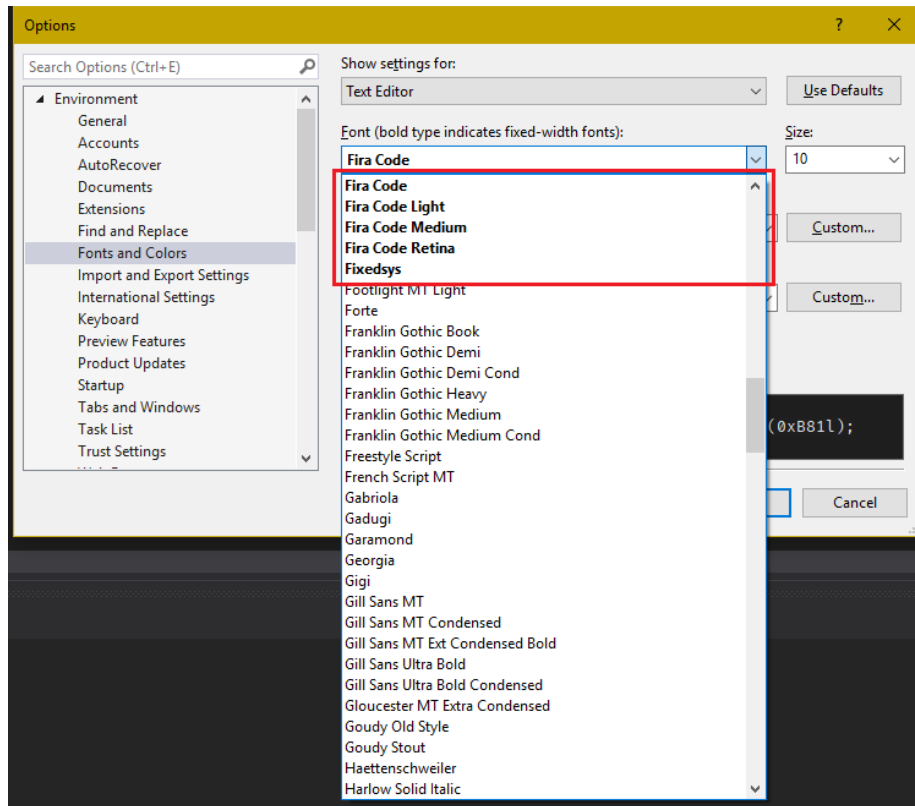 Options
?
Search Options (Ctrl+E)
Environment
General
Accounts
AutoRecover
Documents
Extensions
Find and Replace
Fonts and Colors
Import and Export Settings
International Settings
Keyboard
Preview Features
Product Updates
Startup
Tabs and Windows
Task List
Trust Settings
Show settings for:
Text Editor
Use Defaults
Font (bold type indicates fixed-width fonts):
Size:
Fira Code
10
Fira Code
Fira Code Light
Fira Code Medium
Fira Code Retina
Fixedsys
Footlight MT Light
Forte
Franklin Gothic Book
Franklin Gothic Demi
Franklin Gothic Demi Cond
Franklin Gothic Heavy
Franklin Gothic Medium
Franklin Gothic Medium Cond
Freestyle Script
French Script MT
Gabriola
Gadugi
Garamond
Georgia
Gigi
Gill Sans MT
Gill Sans MT Condensed
Gill Sans MT Ext Condensed Bold
Gill Sans Ultra Bold
Gill Sans Ultra Bold Condensed
Gloucester MT Extra Condensed
Goudy Old Style
Goudy Stout
Haettenschweiler
Harlow Solid Italic
Custom...
Custom...
(0xB81l);
Cancel